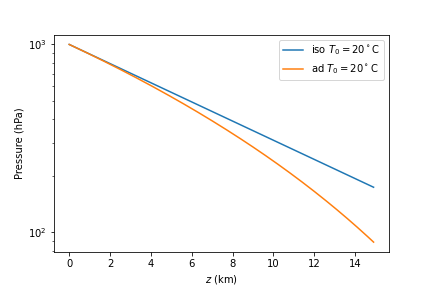 10³
10²
Pressure (hPa)
0 2 4 6 8 10 12 14
z (km)
iso T₀ = 20°C
ad T₀ = 20°C